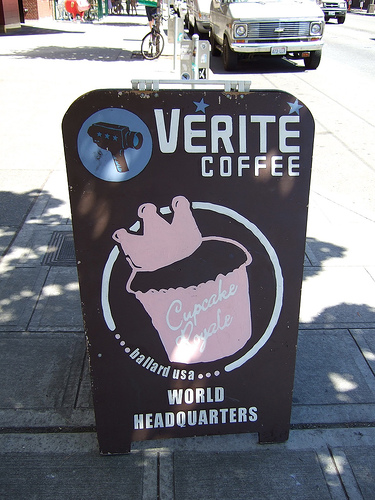 VERITE
COFFEE
Cupcake
Royale
...ballard usa...
WORLD
HEADQUARTERS